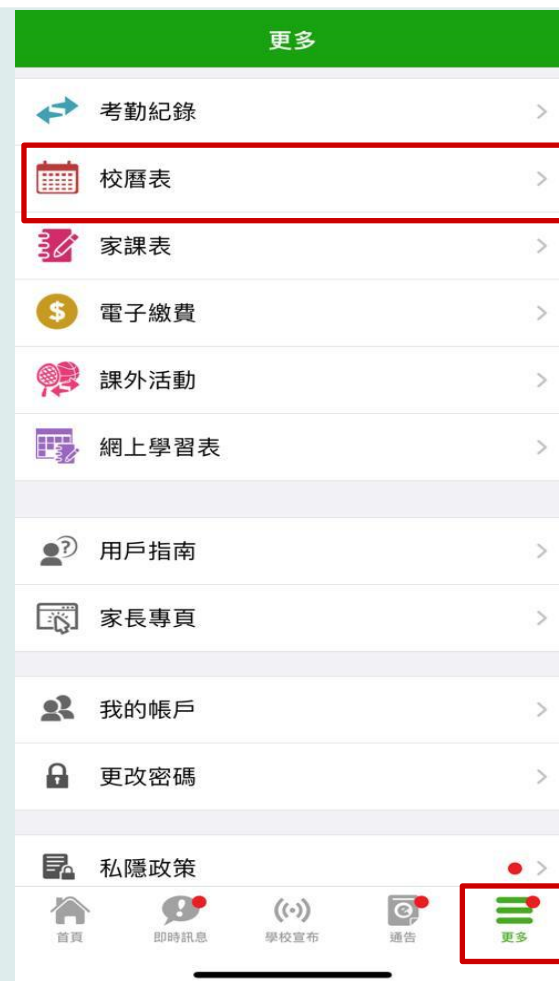 更多
考勤紀錄
校曆表
家課表
電子繳費
課外活動
網上學習表
用戶指南
家長專頁
我的帳戶
更改密碼
私隱政策
首頁
即時訊息
學校宣布
通告
更多